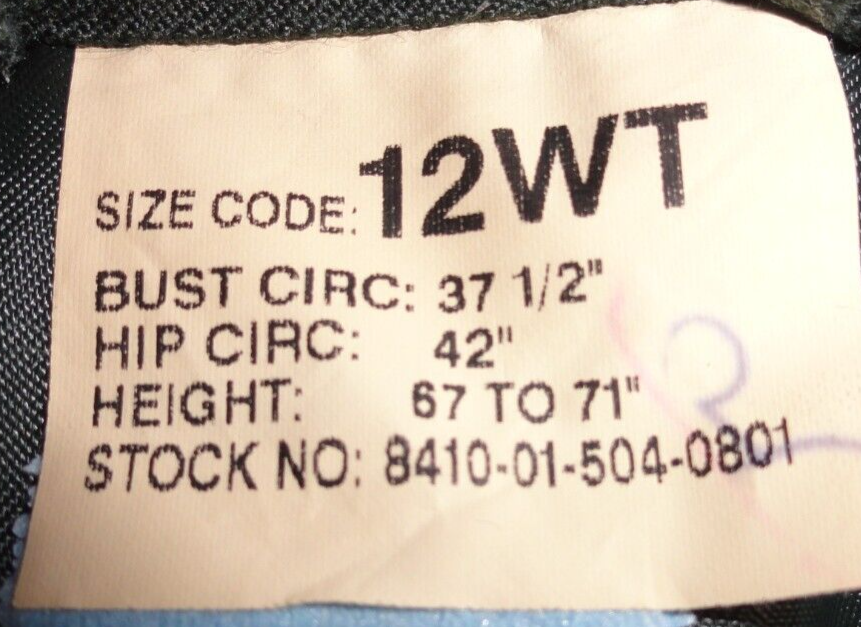 SIZE CODE: 12WT
BUST CIRC: 37 1/2"
HIP CIRC: 42"
HEIGHT: 67 TO 71"
STOCK NO: 8410-01-504-0801